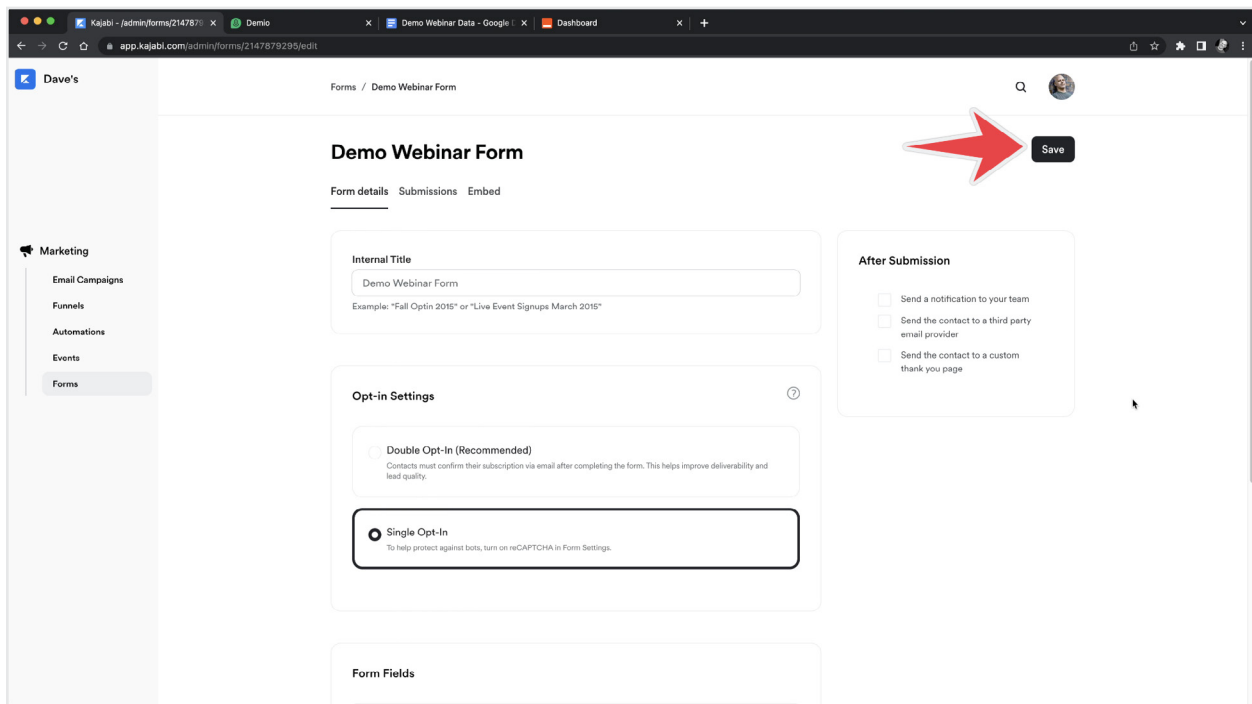 Kajabi - /admin/forms/2147879
Demio
Demo Webinar Data - Google
Dashboard
app.kajabi.com/admin/forms/2147879295/edit
Dave's
Forms / Demo Webinar Form
Demo Webinar Form
Save
Form details Submissions Embed
Marketing
Email Campaigns
Funnels
Automations
Events
Forms
Internal Title
Demo Webinar Form
Example: "Fall Optin 2015" or "Live Event Signups March 2015"
After Submission
Send a notification to your team
Send the contact to a third party
email provider
Send the contact to a custom
thank you page
Opt-in Settings
Double Opt-In (Recommended)
Contacts must confirm their subscription via email after completing the form. This helps improve deliverability and
lead quality.
Single Opt-In
To help protect against bots, turn on reCAPTCHA in Form Settings.
Form Fields